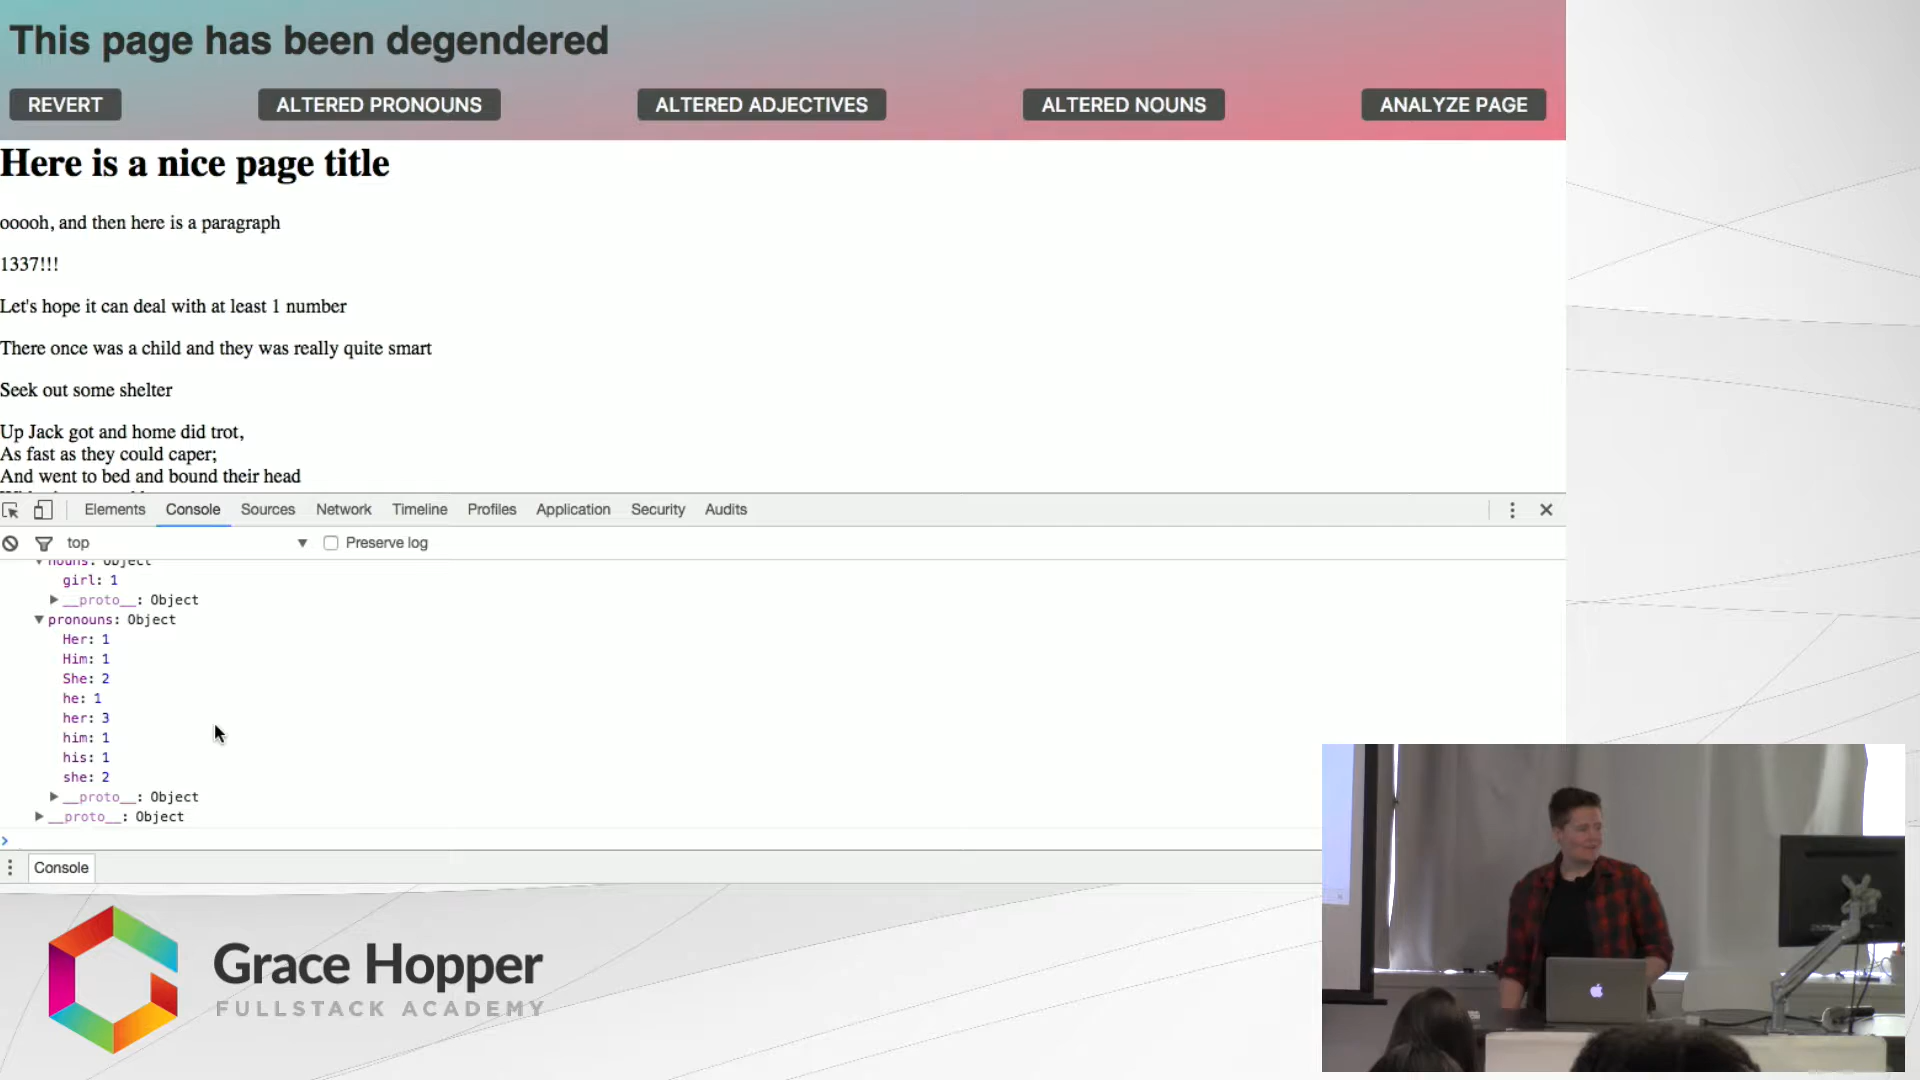 This page has been degendered
REVERT ALTERED PRONOUNS ALTERED ADJECTIVES ALTERED NOUNS ANALYZE PAGE
Here is a nice page title
ooooh, and then here is a paragraph
1337!!!
Let's hope it can deal with at least 1 number
There once was a child and they was really quite smart
Seek out some shelter
Up Jack got and home did trot,
As fast as they could caper;
And went to bed and bound their head
Elements Console Sources Network Timeline Profiles Application Security Audits
top Preserve log
nouns: Object
girl: 1
__proto__: Object
pronouns: Object
Her: 1
Him: 1
She: 2
he: 1
her: 3
him: 1
his: 1
she: 2
__proto__: Object
__proto__: Object
Console
Grace Hopper
FULLSTACK ACADEMY